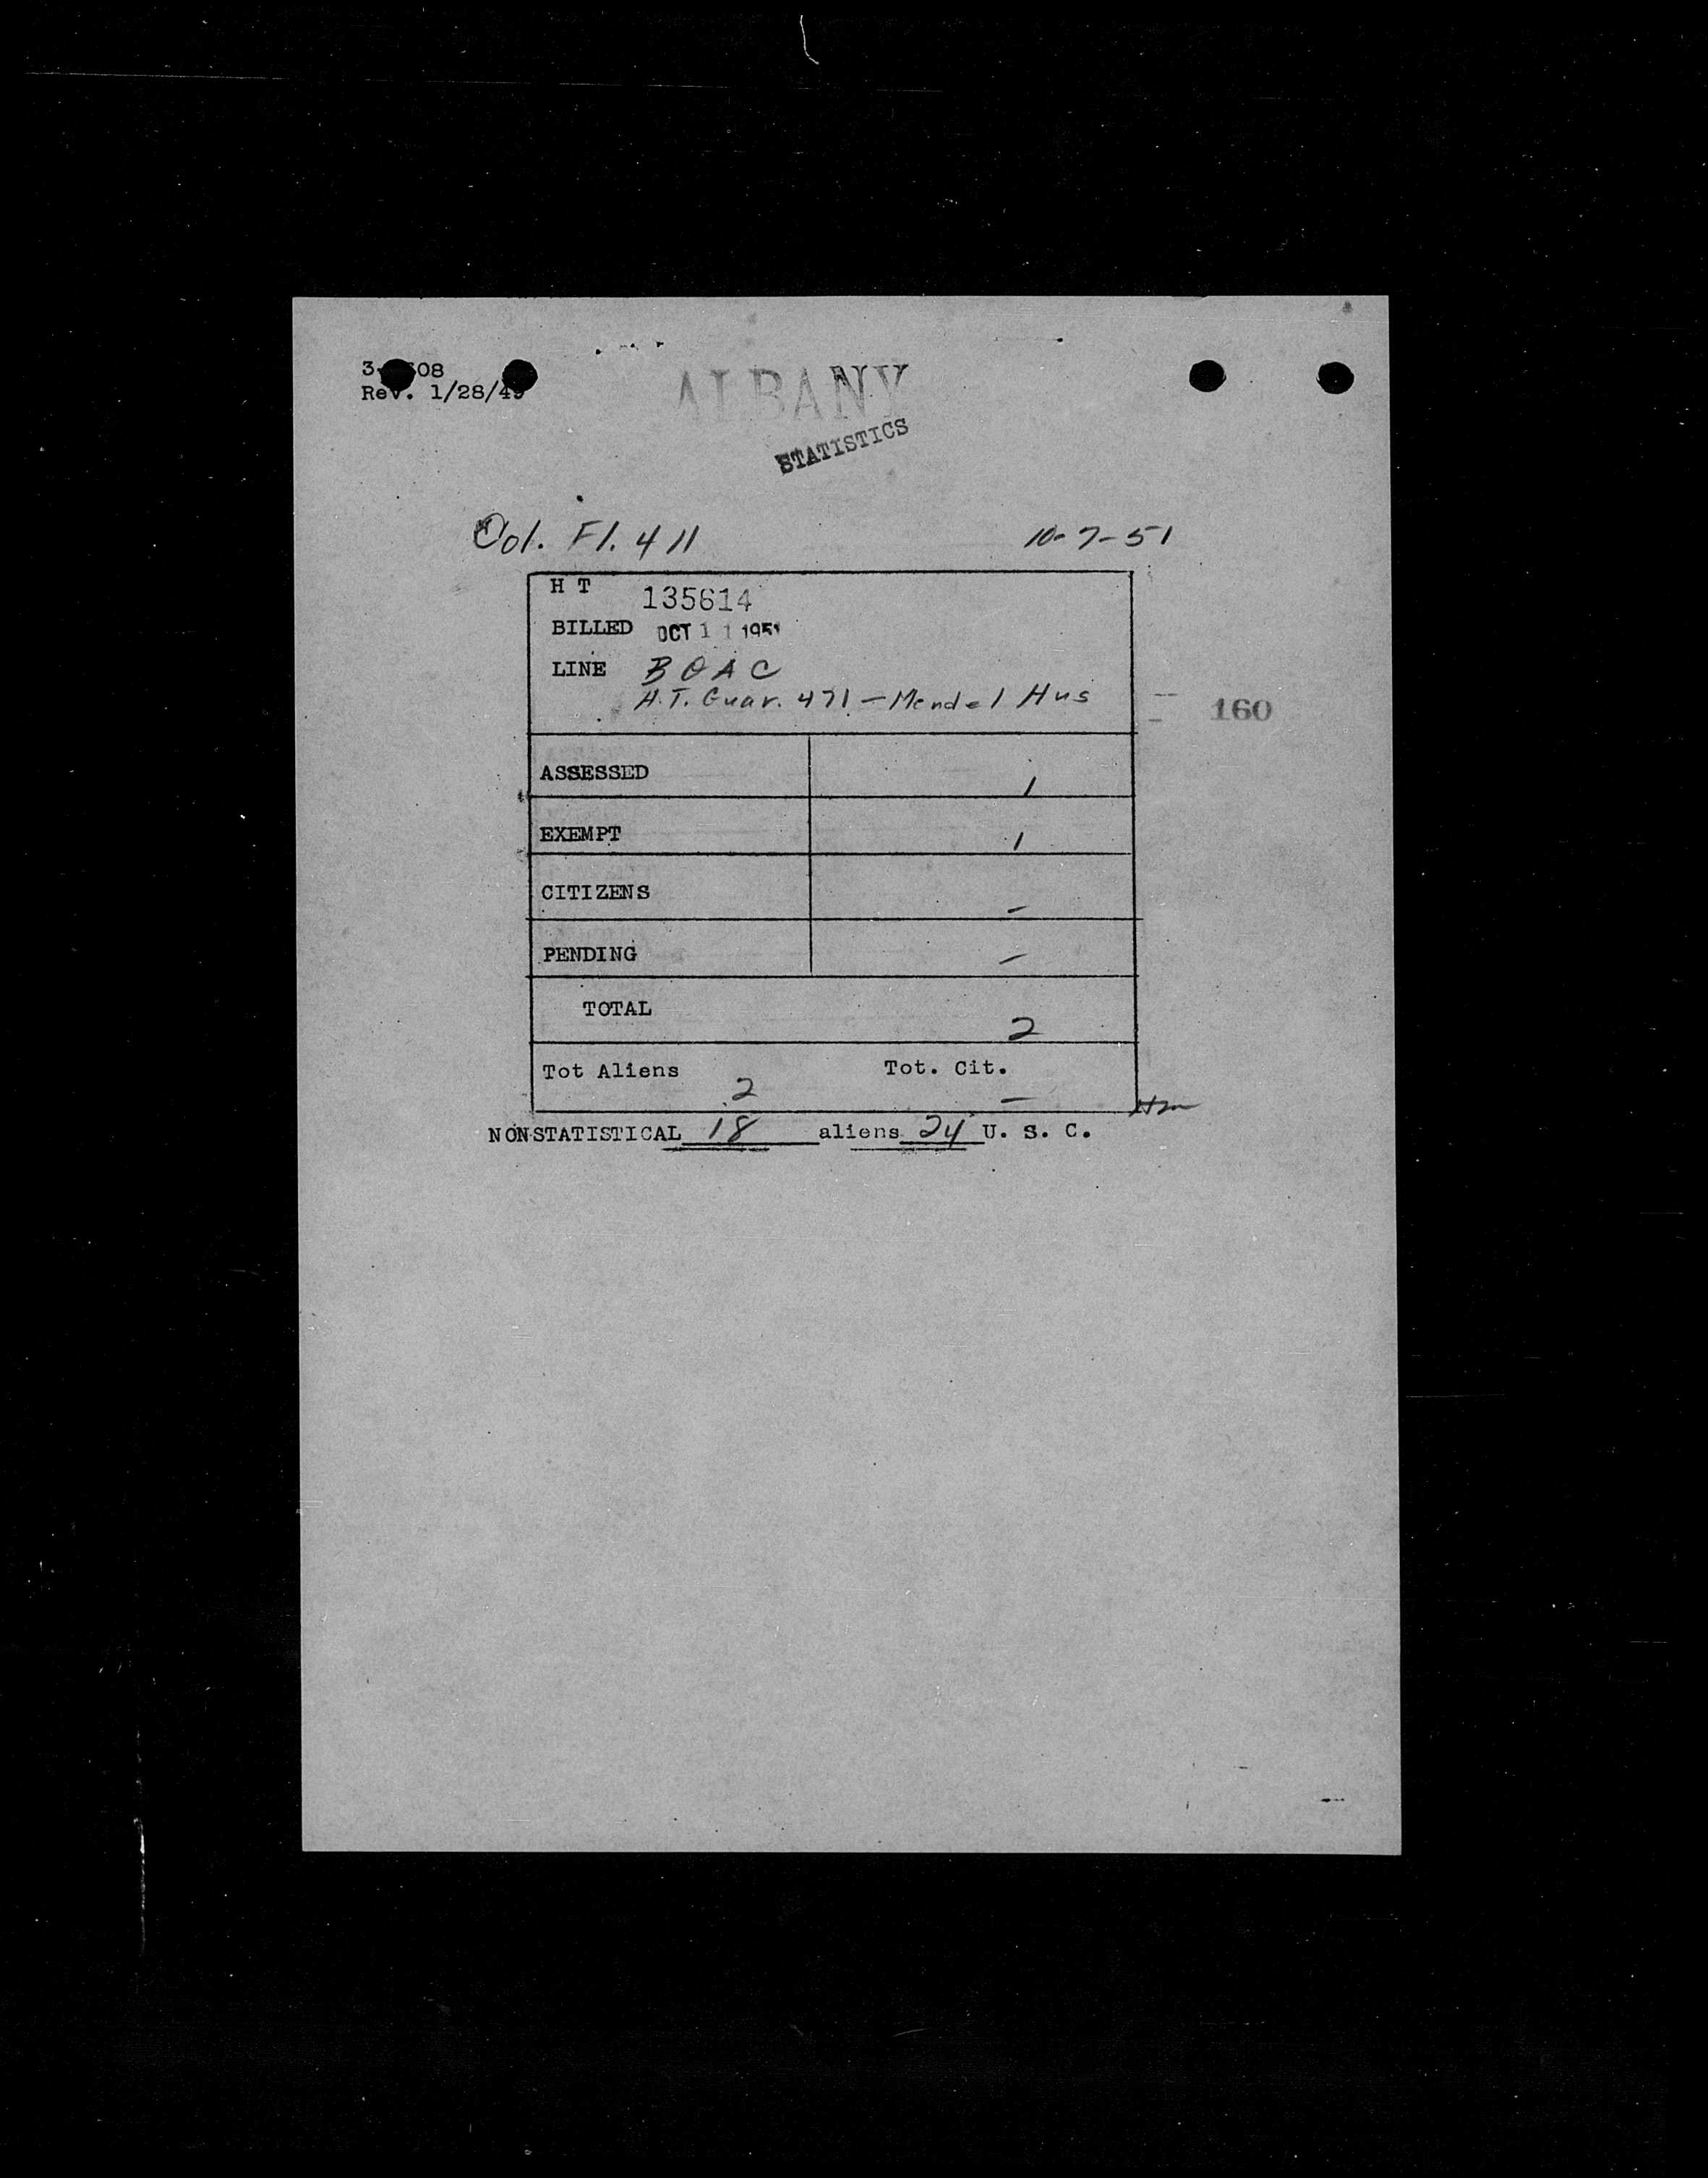 Rev. 1/28/49
ALBANY
STATISTICS
Col. Fl. 411 10-7-51
H T 135614
BILLED OCT 11 1951
LINE BOAC
H.T. Guar. 471 - Mendel Hus
160
ASSESSED 1
EXEMPT 1
CITIZENS -
PENDING -
TOTAL 2
Tot Aliens 2 Tot. Cit. -
NONSTATISTICAL 18 aliens 24 U. S. C.